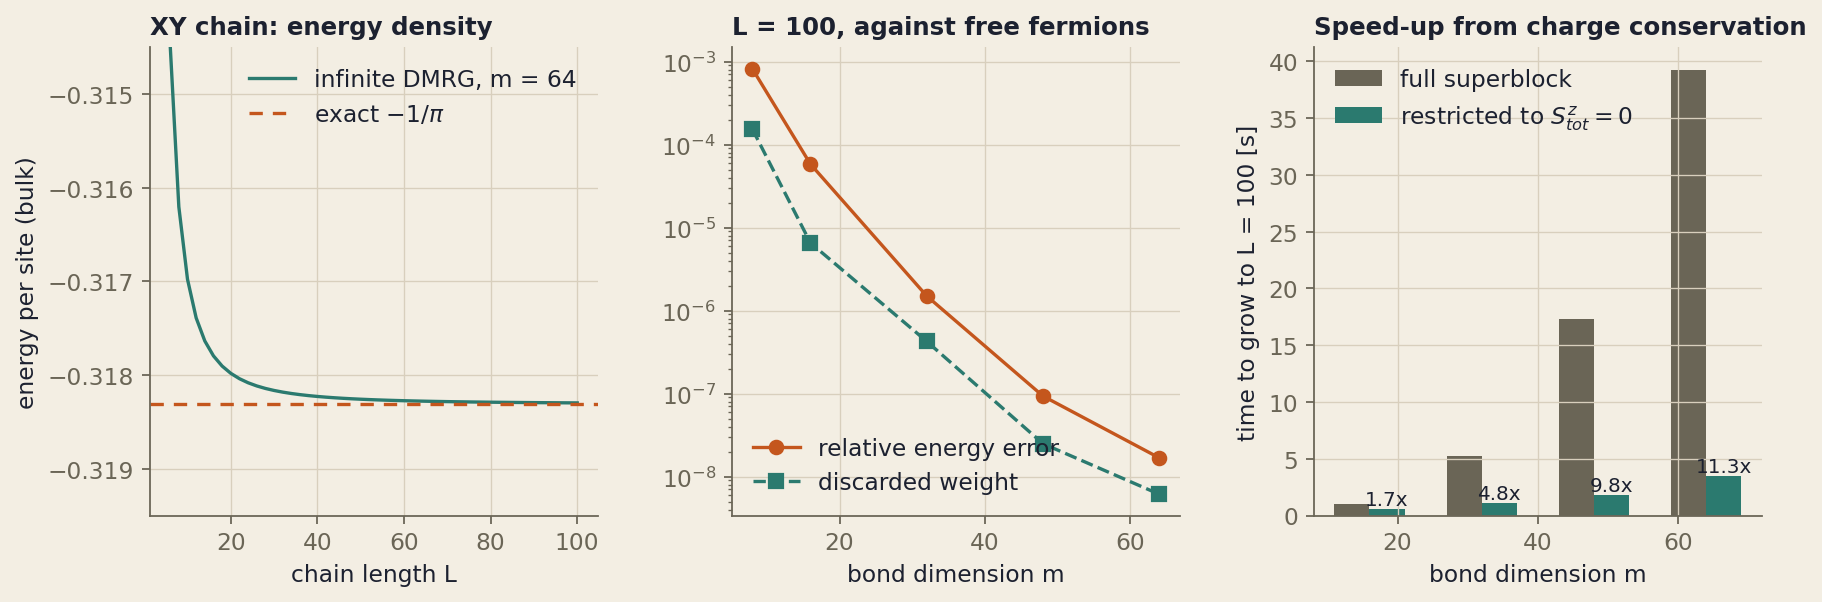 XY chain: energy density
energy per site (bulk)
−0.315
−0.316
−0.317
−0.318
−0.319
infinite DMRG, m = 64
exact −1/π
20 40 60 80 100
chain length L
L = 100, against free fermions
10⁻³
10⁻⁴
10⁻⁵
10⁻⁶
10⁻⁷
10⁻⁸
relative energy error
discarded weight
20 40 60
bond dimension m
Speed-up from charge conservation
time to grow to L = 100 [s]
40
35
30
25
20
15
10
5
0
full superblock
restricted to S^z_tot = 0
1.7x 4.8x 9.8x 11.3x
20 40 60
bond dimension m